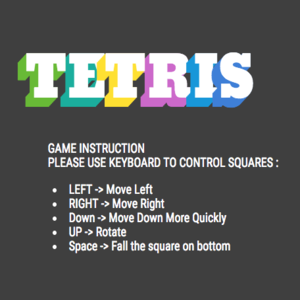 TETRIS
GAME INSTRUCTION
PLEASE USE KEYBOARD TO CONTROL SQUARES :
• LEFT -> Move Left
• RIGHT -> Move Right
• Down -> Move Down More Quickly
• UP -> Rotate
• Space -> Fall the square on bottom